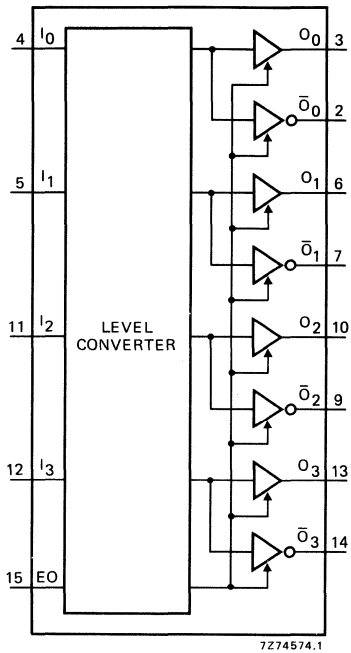 4 I0 O0 3
Ō0 2
5 I1 O1 6
Ō1 7
11 I2 O2 10
LEVEL
CONVERTER
Ō2 9
12 I3 O3 13
Ō3 14
15 EO
7Z74574.1